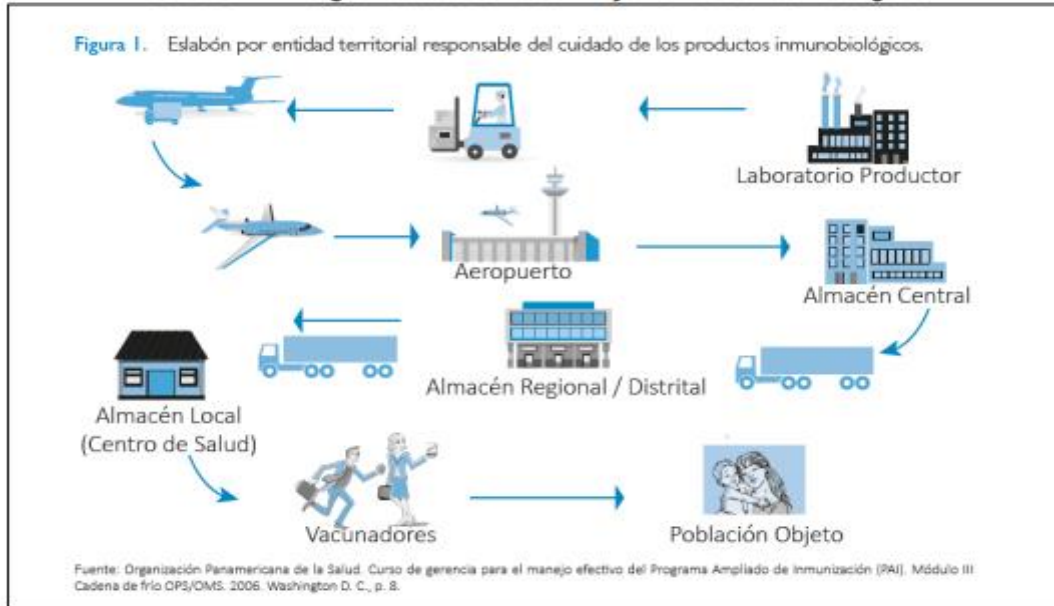 Figura 1. Eslabón por entidad territorial responsable del cuidado de los productos inmunobiológicos.
Laboratorio Productor
Aeropuerto
Almacén Central
Almacén Regional / Distrital
Almacén Local
(Centro de Salud)
Vacunadores
Población Objeto
Fuente: Organización Panamericana de la Salud. Curso de gerencia para el manejo efectivo del Programa Ampliado de Inmunización (PAI). Módulo III
Cadena de frío OPS/OMS. 2006. Washington D. C., p. 8.